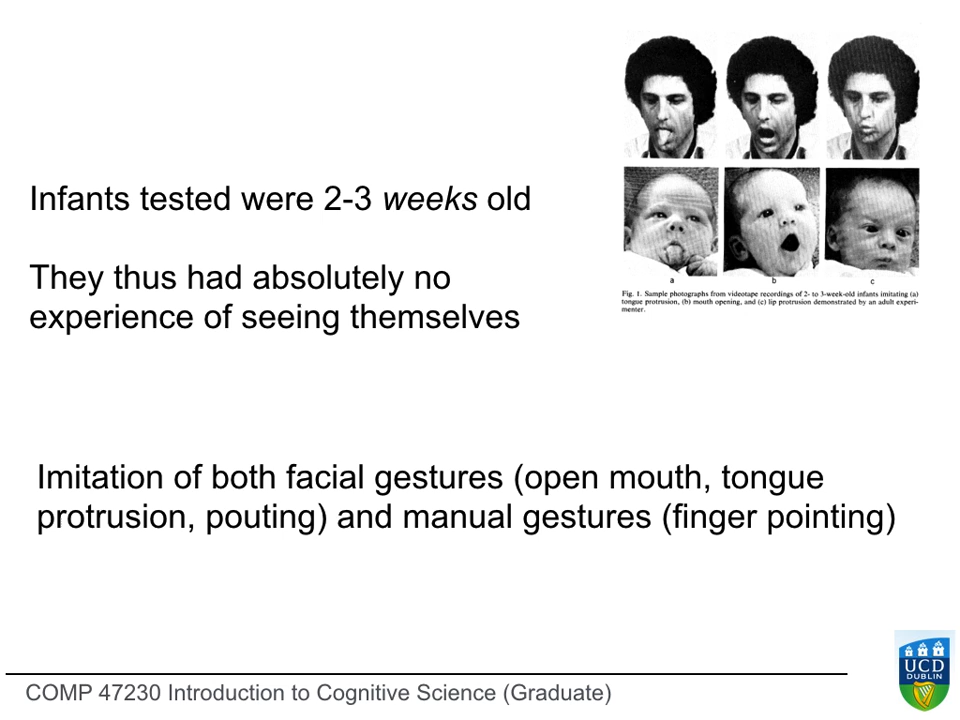 a b c
Fig. 1. Sample photographs from videotape recordings of 2- to 3-week-old infants imitating (a)
tongue protrusion, (b) mouth opening, and (c) lip protrusion demonstrated by an adult experi-
menter.
Infants tested were 2-3 weeks old
They thus had absolutely no
experience of seeing themselves
Imitation of both facial gestures (open mouth, tongue
protrusion, pouting) and manual gestures (finger pointing)
COMP 47230 Introduction to Cognitive Science (Graduate)
UCD
DUBLIN